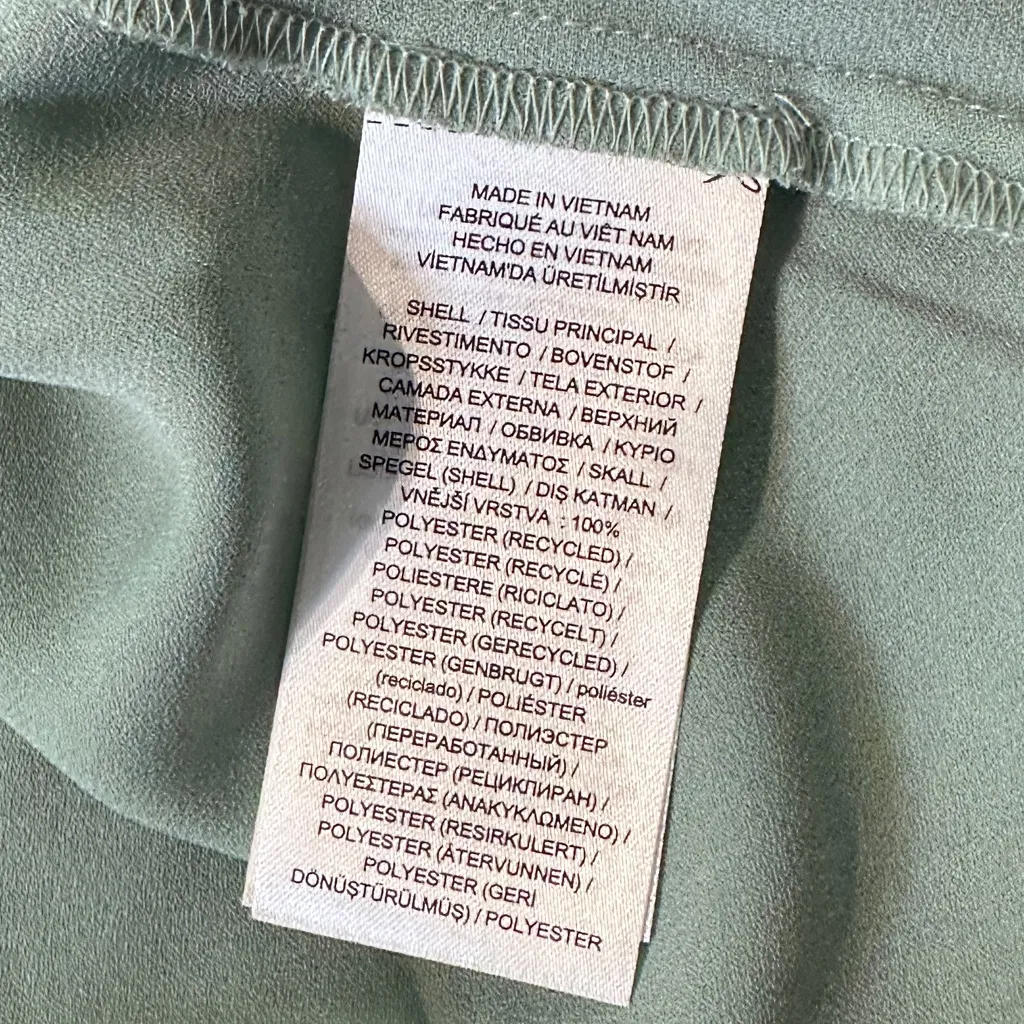 MADE IN VIETNAM
FABRIQUÉ AU VIÊT NAM
HECHO EN VIETNAM
VİETNAM'DA ÜRETİLMİŞTİR
SHELL / TISSU PRINCIPAL /
RIVESTIMENTO / BOVENSTOF /
KROPSSTYKKE / TELA EXTERIOR /
CAMADA EXTERNA / ВЕРХНИЙ
МАТЕРИАЛ / ОБВИВКА / ΚΥΡΙΟ
ΜΕΡΟΣ ΕΝΔΥΜΑΤΟΣ / SKALL /
SPEGEL (SHELL) / DIŞ KATMAN /
VNĚJŠÍ VRSTVA : 100%
POLYESTER (RECYCLED) /
POLYESTER (RECYCLÉ) /
POLIESTERE (RICICLATO) /
POLYESTER (RECYCELT) /
POLYESTER (GERECYCLED) /
POLYESTER (GENBRUGT) / poliéster
(reciclado) / POLIÉSTER
(RECICLADO) / ПОЛИЭСТЕР
(ПЕРЕРАБОТАННЫЙ) /
ПОЛИЕСТЕР (РЕЦИКЛИРАН) /
ΠΟΛΥΕΣΤΕΡΑΣ (ΑΝΑΚΥΚΛΩΜΕΝΟ) /
POLYESTER (RESIRKULERT) /
POLYESTER (ÅTERVUNNEN) /
POLYESTER (GERİ
DÖNÜŞTÜRÜLMÜŞ) / POLYESTER